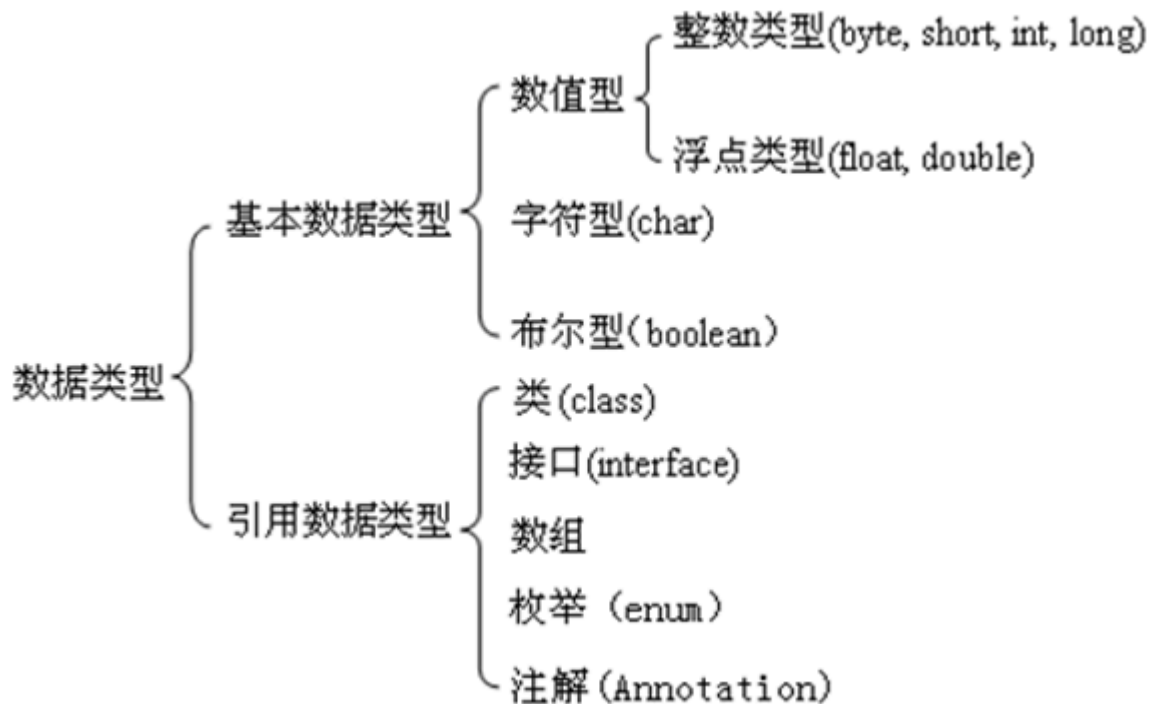 整数类型(byte, short, int, long)
数值型
浮点类型(float, double)
基本数据类型
字符型(char)
布尔型（boolean）
数据类型
类(class)
接口(interface)
引用数据类型
数组
枚举（enum）
注解(Annotation)